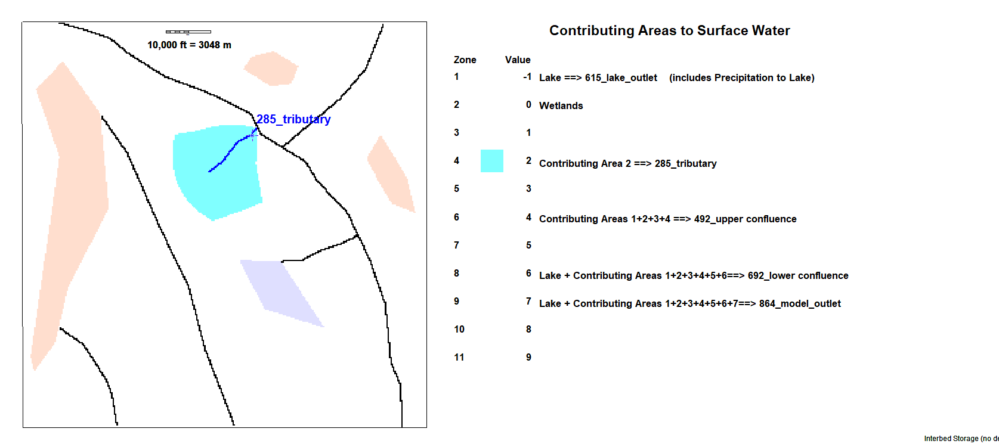 10,000 ft = 3048 m
285_tributary
Contributing Areas to Surface Water
Zone Value
1 -1 Lake ==> 615_lake_outlet (includes Precipitation to Lake)
2 0 Wetlands
3 1
4 2 Contributing Area 2 ==> 285_tributary
5 3
6 4 Contributing Areas 1+2+3+4 ==> 492_upper confluence
7 5
8 6 Lake + Contributing Areas 1+2+3+4+5+6==> 692_lower confluence
9 7 Lake + Contributing Areas 1+2+3+4+5+6+7==> 864_model_outlet
10 8
11 9
Interbed Storage (no